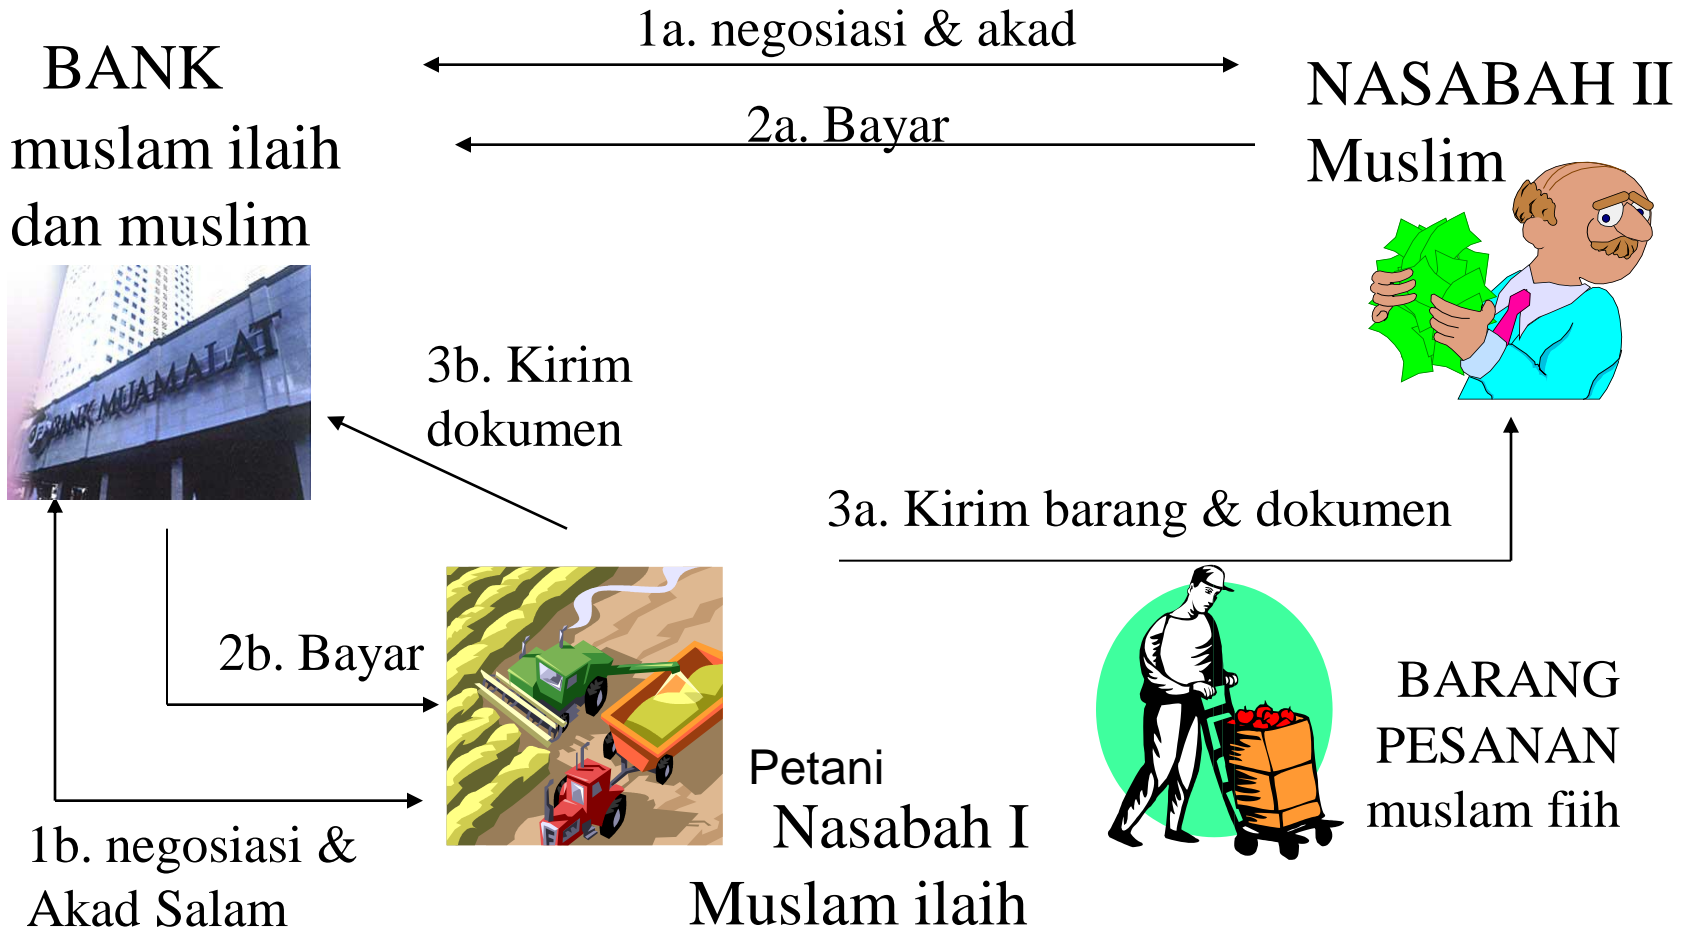 1a. negosiasi & akad
BANK
muslam ilaih
dan muslim
NASABAH II
Muslim
2a. Bayar
BANK MUAMALAT
3b. Kirim
dokumen
3a. Kirim barang & dokumen
2b. Bayar
BARANG
PESANAN
muslam fiih
Petani
Nasabah I
Muslam ilaih
1b. negosiasi &
Akad Salam